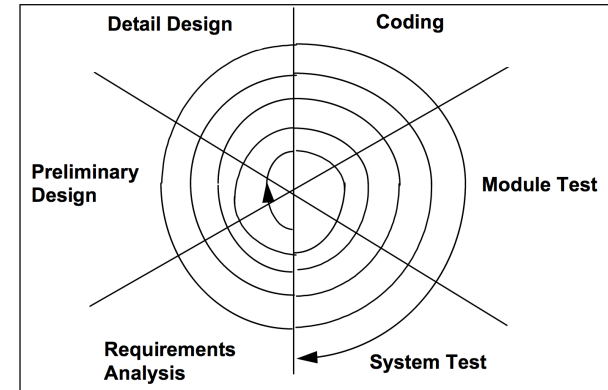 Detail Design
Coding
Preliminary
Design
Module Test
Requirements
Analysis
System Test